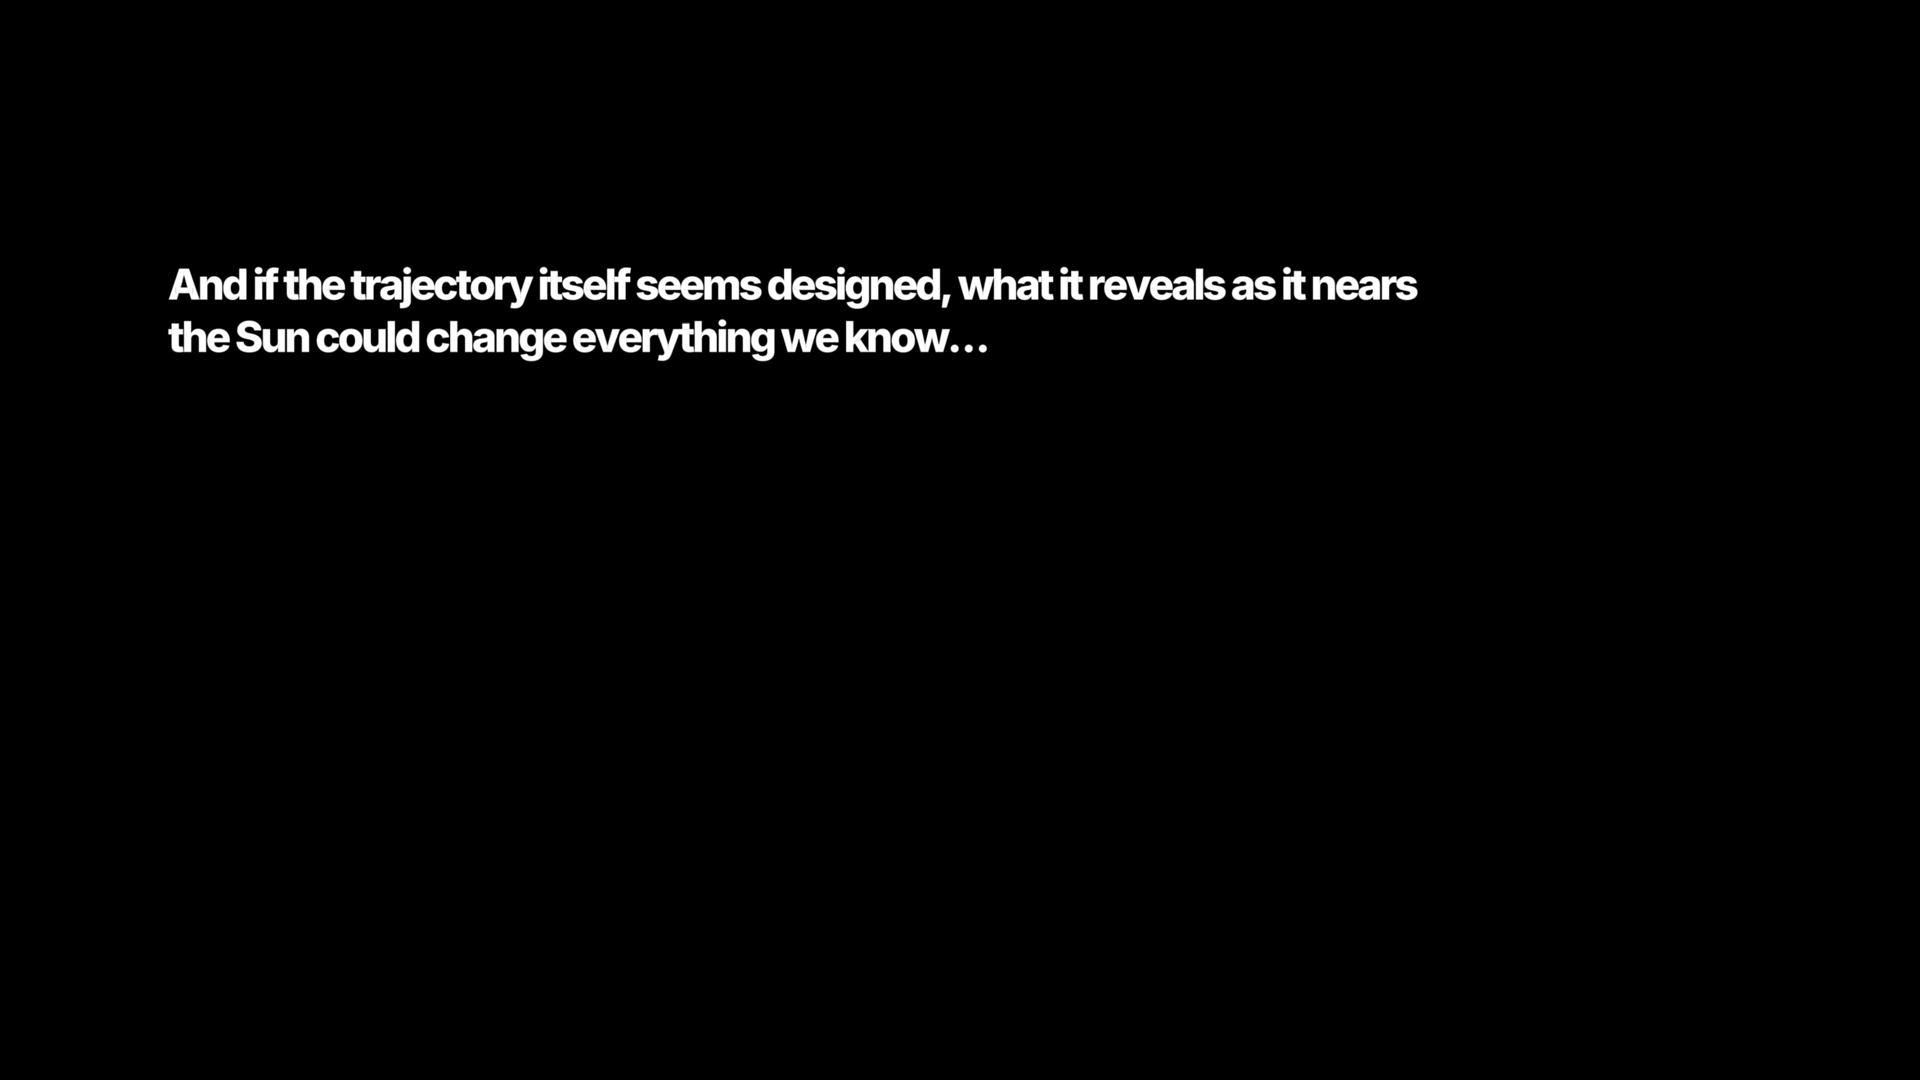 And if the trajectory itself seems designed, what it reveals as it nears
the Sun could change everything we know...